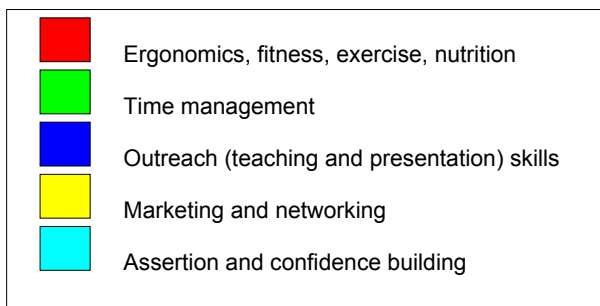 Ergonomics, fitness, exercise, nutrition
Time management
Outreach (teaching and presentation) skills
Marketing and networking
Assertion and confidence building